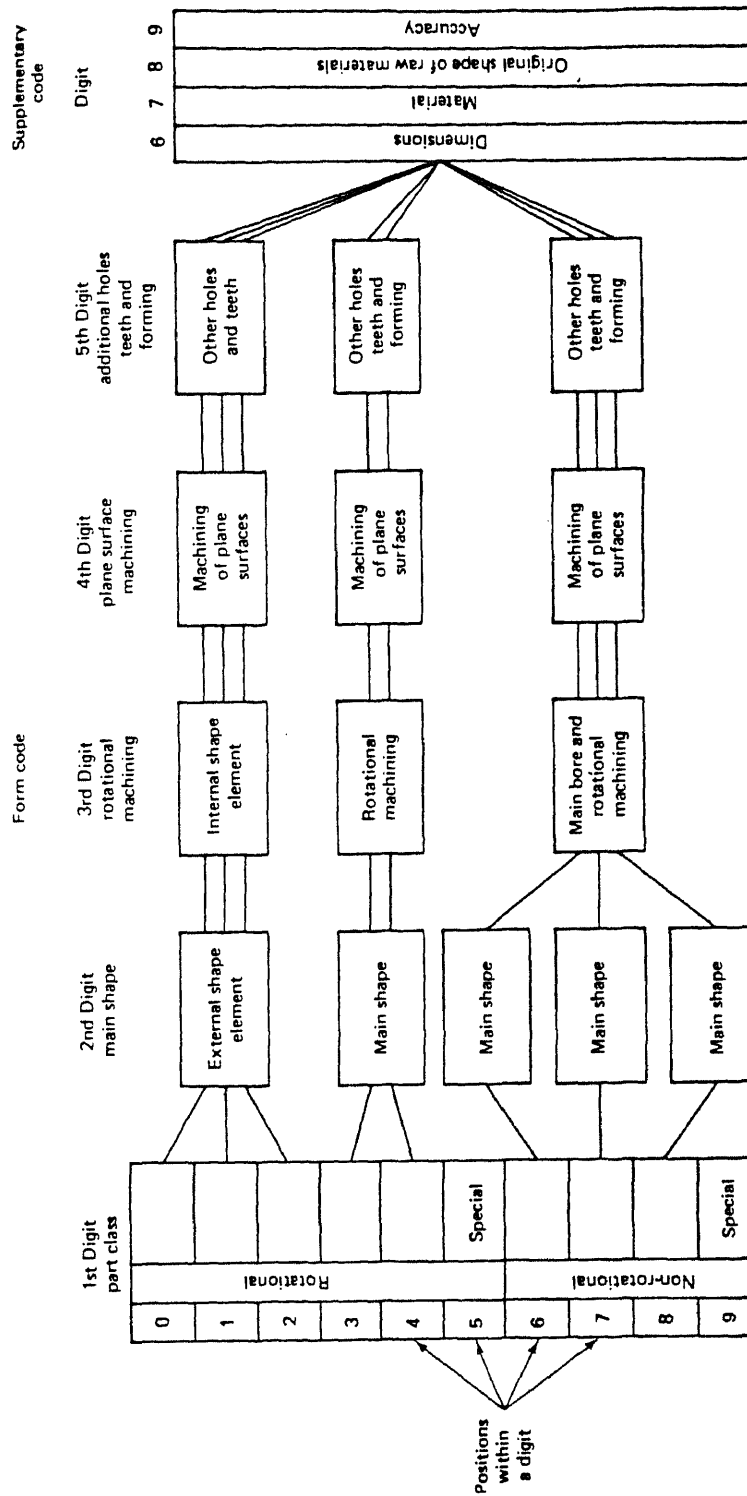 Form code
Supplementary
code
1st Digit
part class
2nd Digit
main shape
3rd Digit
rotational
machining
4th Digit
plane surface
machining
5th Digit
additional holes
teeth and
forming
Digit
6
7
8
9
0
1
2
3
4
5
6
7
8
9
Rotational
Non-rotational
Special
Special
Positions
within
a digit
External shape
element
Internal shape
element
Machining
of plane
surfaces
Other holes
and teeth
Main shape
Rotational
machining
Machining
of plane
surfaces
Other holes
teeth and
forming
Main shape
Main shape
Main shape
Main bore and
rotational
machining
Machining
of plane
surfaces
Other holes
teeth and
forming
Dimensions
Material
Original shape of raw materials
Accuracy